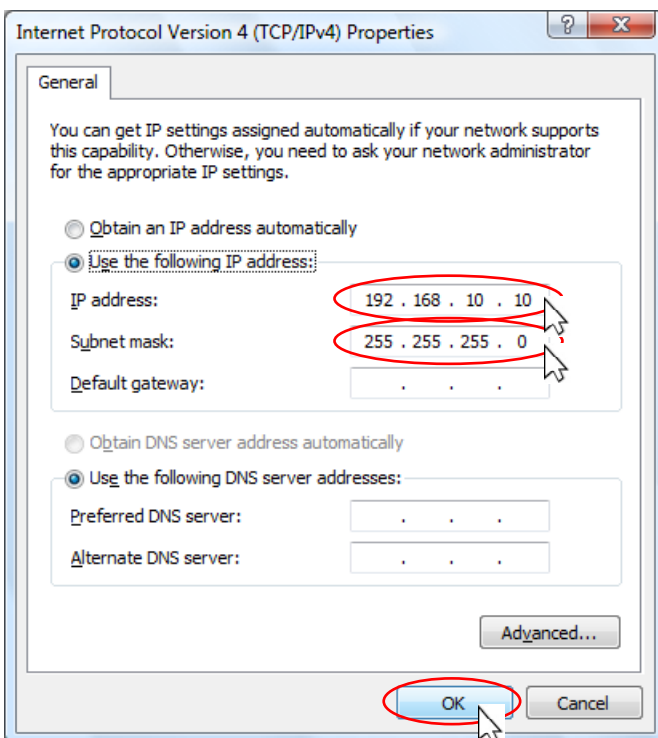 Internet Protocol Version 4 (TCP/IPv4) Properties
General
You can get IP settings assigned automatically if your network supports
this capability. Otherwise, you need to ask your network administrator
for the appropriate IP settings.
Obtain an IP address automatically
Use the following IP address:
IP address: 192 . 168 . 10 . 10
Subnet mask: 255 . 255 . 255 . 0
Default gateway: . . .
Obtain DNS server address automatically
Use the following DNS server addresses:
Preferred DNS server: . . .
Alternate DNS server: . . .
Advanced...
OK Cancel